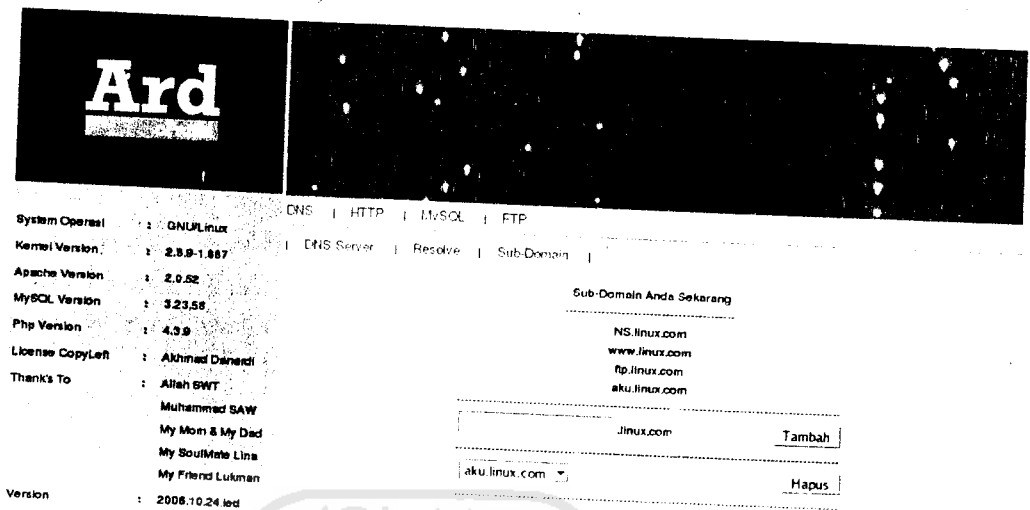 Ard
DNS | HTTP | MySQL | FTP
| DNS Server | Resolve | Sub-Domain |
System Operasi : GNU/Linux
Kernel Version : 2.6.9-1.667
Apache Version : 2.0.52
MySQL Version : 3.23.58
Php Version : 4.3.9
License CopyLeft : Akhmad Danardi
Thank's To : Allah SWT
Muhammad SAW
My Mom & My Dad
My SoulMate Lina
My Friend Lukman
Version : 2006.10.24.ied
Sub-Domain Anda Sekarang
NS.linux.com
www.linux.com
ftp.linux.com
aku.linux.com
.linux.com Tambah
aku.linux.com Hapus